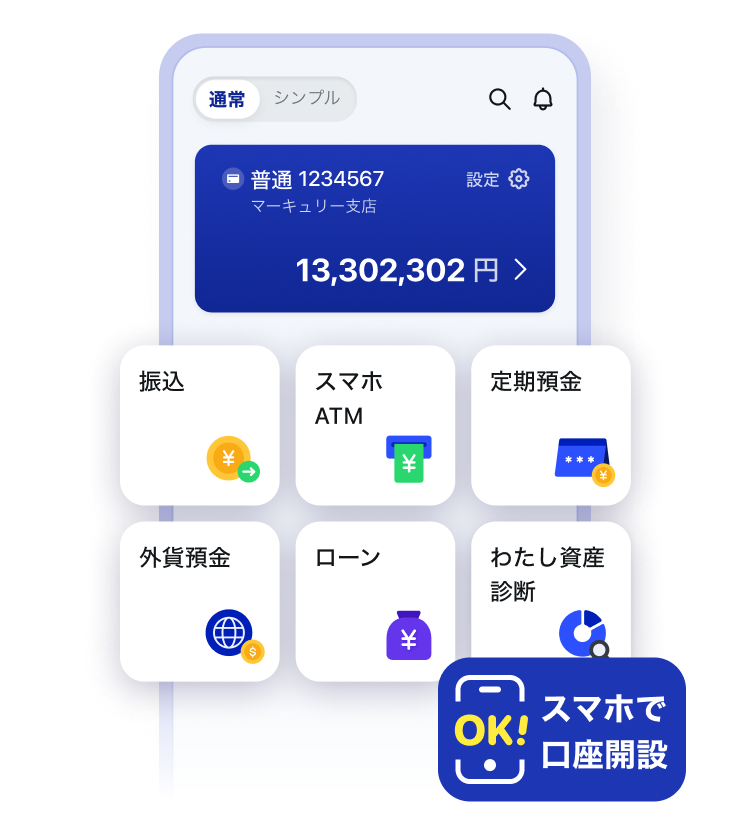 通常 シンプル
普通 1234567 設定
マーキュリー支店
13,302,302 円
振込
スマホ
ATM
定期預金
外貨預金
ローン
わたし資産
診断
OK!
スマホで
口座開設